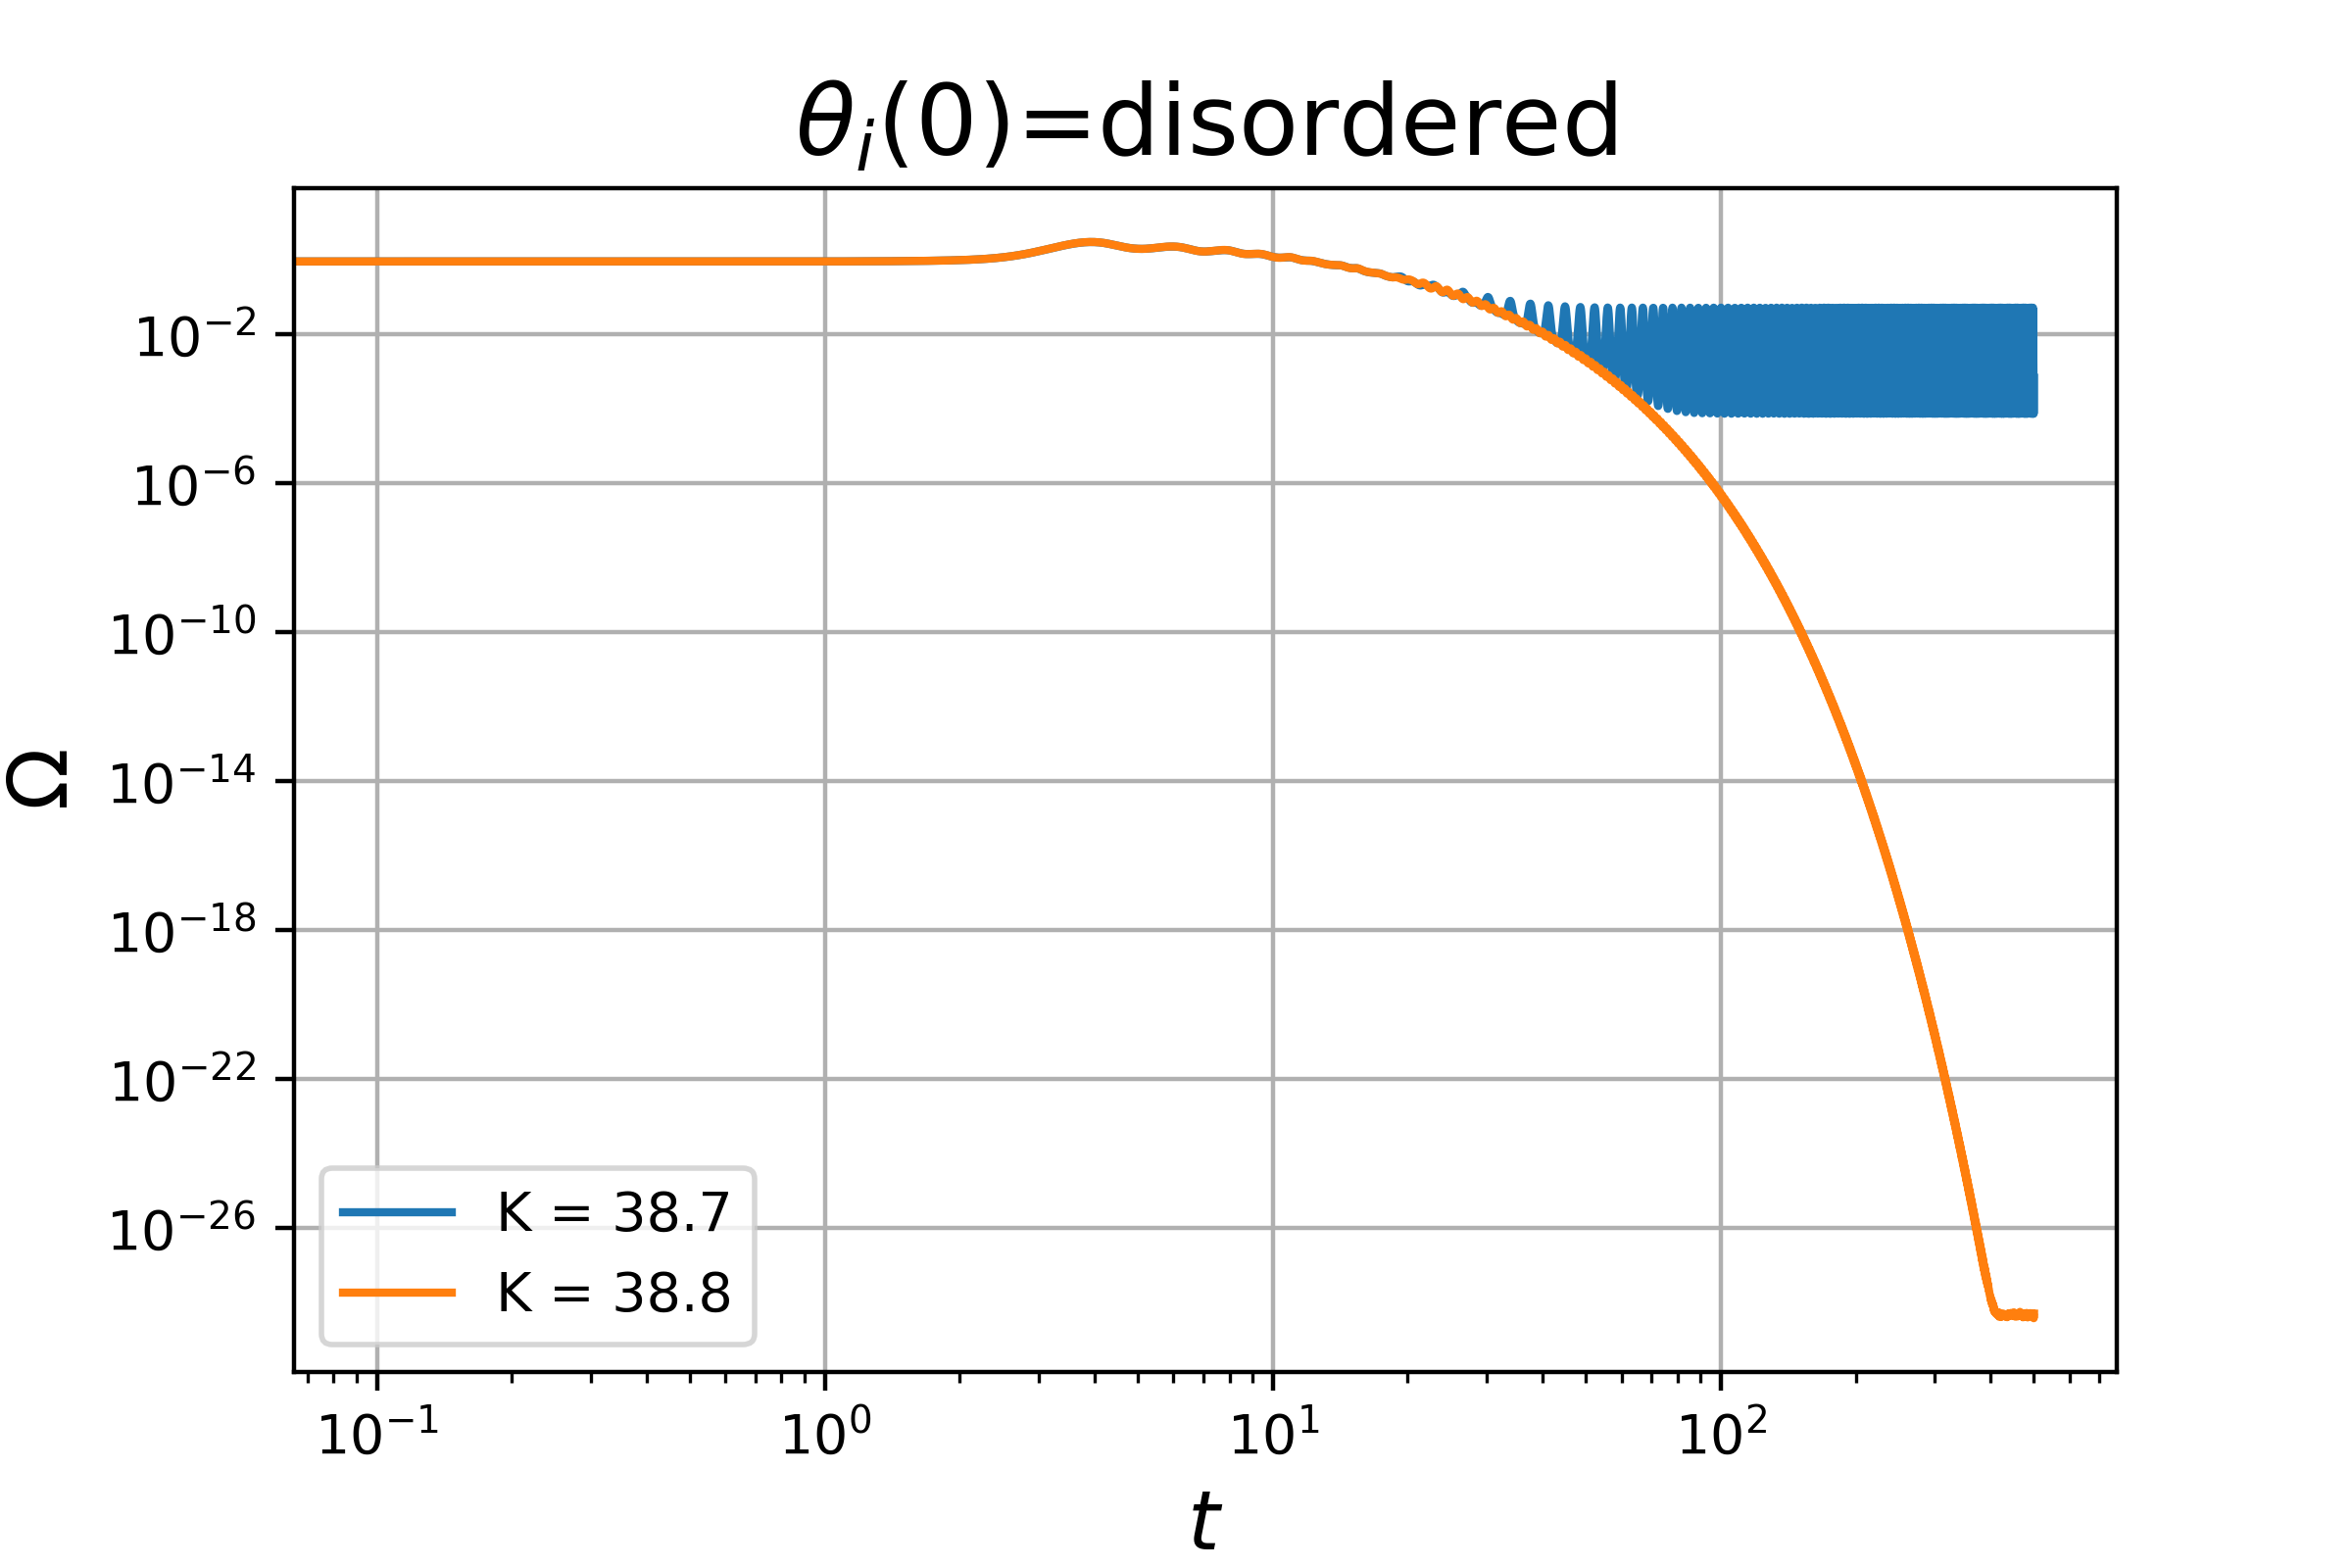 θᵢ(0)=disordered
Ω
10⁻²
10⁻⁶
10⁻¹⁰
10⁻¹⁴
10⁻¹⁸
10⁻²²
10⁻²⁶
K = 38.7
K = 38.8
10⁻¹ 10⁰ 10¹ 10²
t